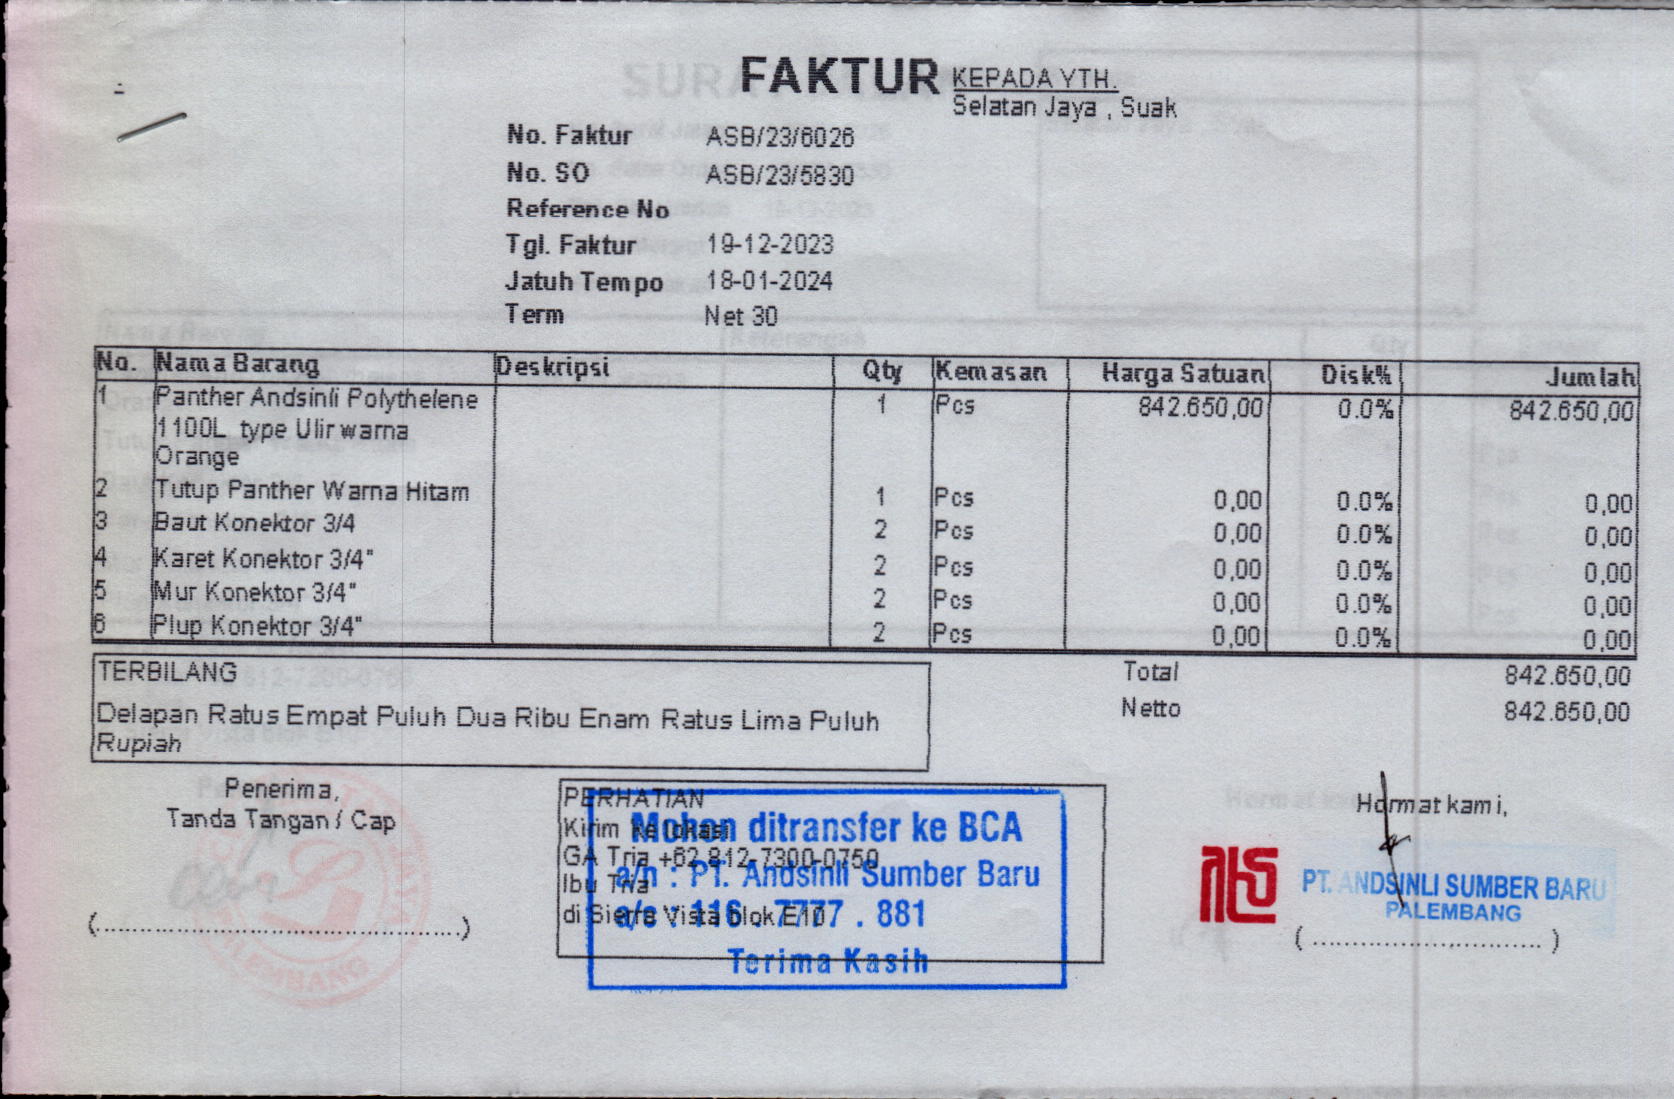 FAKTUR
KEPADA YTH.
Selatan Jaya , Suak
No. Faktur ASB/23/6026
No. SO ASB/23/5830
Reference No
Tgl. Faktur 19-12-2023
Jatuh Tempo 18-01-2024
Term Net 30
No. Nama Barang Deskripsi Qty Kemasan Harga Satuan Disk% Jumlah
1 Panther Andsinli Polythelene 1 Pcs 842.650,00 0.0% 842.650,00
1100L type Ulir warna
Orange
2 Tutup Panther Warna Hitam 1 Pcs 0,00 0.0% 0,00
3 Baut Konektor 3/4 2 Pcs 0,00 0.0% 0,00
4 Karet Konektor 3/4" 2 Pcs 0,00 0.0% 0,00
5 Mur Konektor 3/4" 2 Pcs 0,00 0.0% 0,00
6 Plup Konektor 3/4" 2 Pcs 0,00 0.0% 0,00
TERBILANG
Delapan Ratus Empat Puluh Dua Ribu Enam Ratus Lima Puluh
Rupiah
Total 842.650,00
Netto 842.650,00
Penerima,
Tanda Tangan / Cap
(....................................................)
PERHATIAN
Kirim ke lokasi
GA Tria +62 812-7300-0750
Ibu Tria
di Sierra Vista blok E10
Mohon ditransfer ke BCA
a/n : PT. Andsinli Sumber Baru
a/c : 116 . 7777 . 881
Terima Kasih
Hormat kami,
PT. ANDSINLI SUMBER BARU
PALEMBANG
( ................................. )